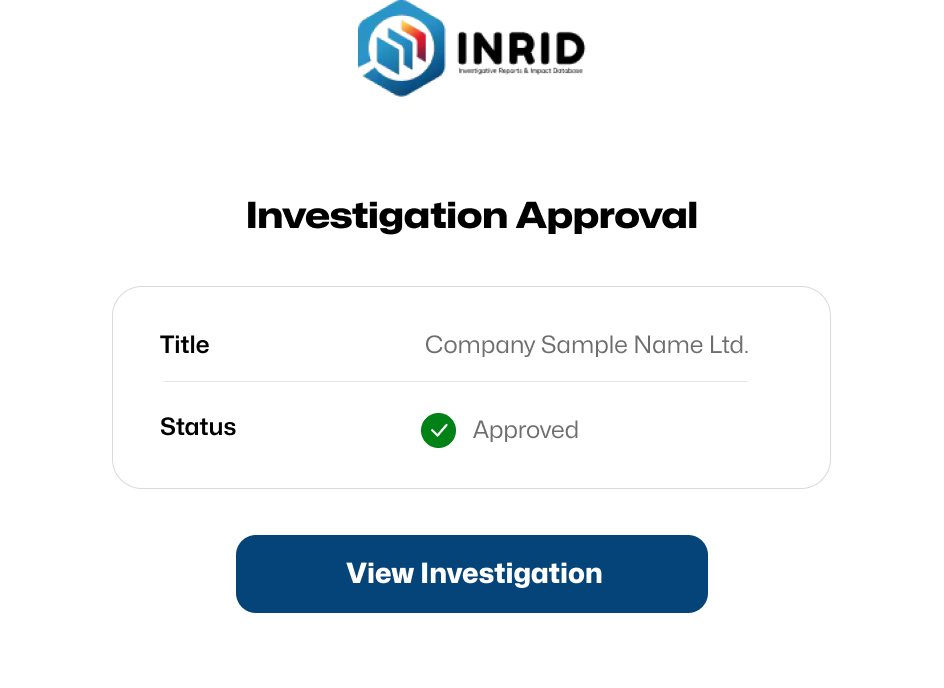 INRID
Investigative Reports & Impact Database
Investigation Approval
Title Company Sample Name Ltd.
Status Approved
View Investigation